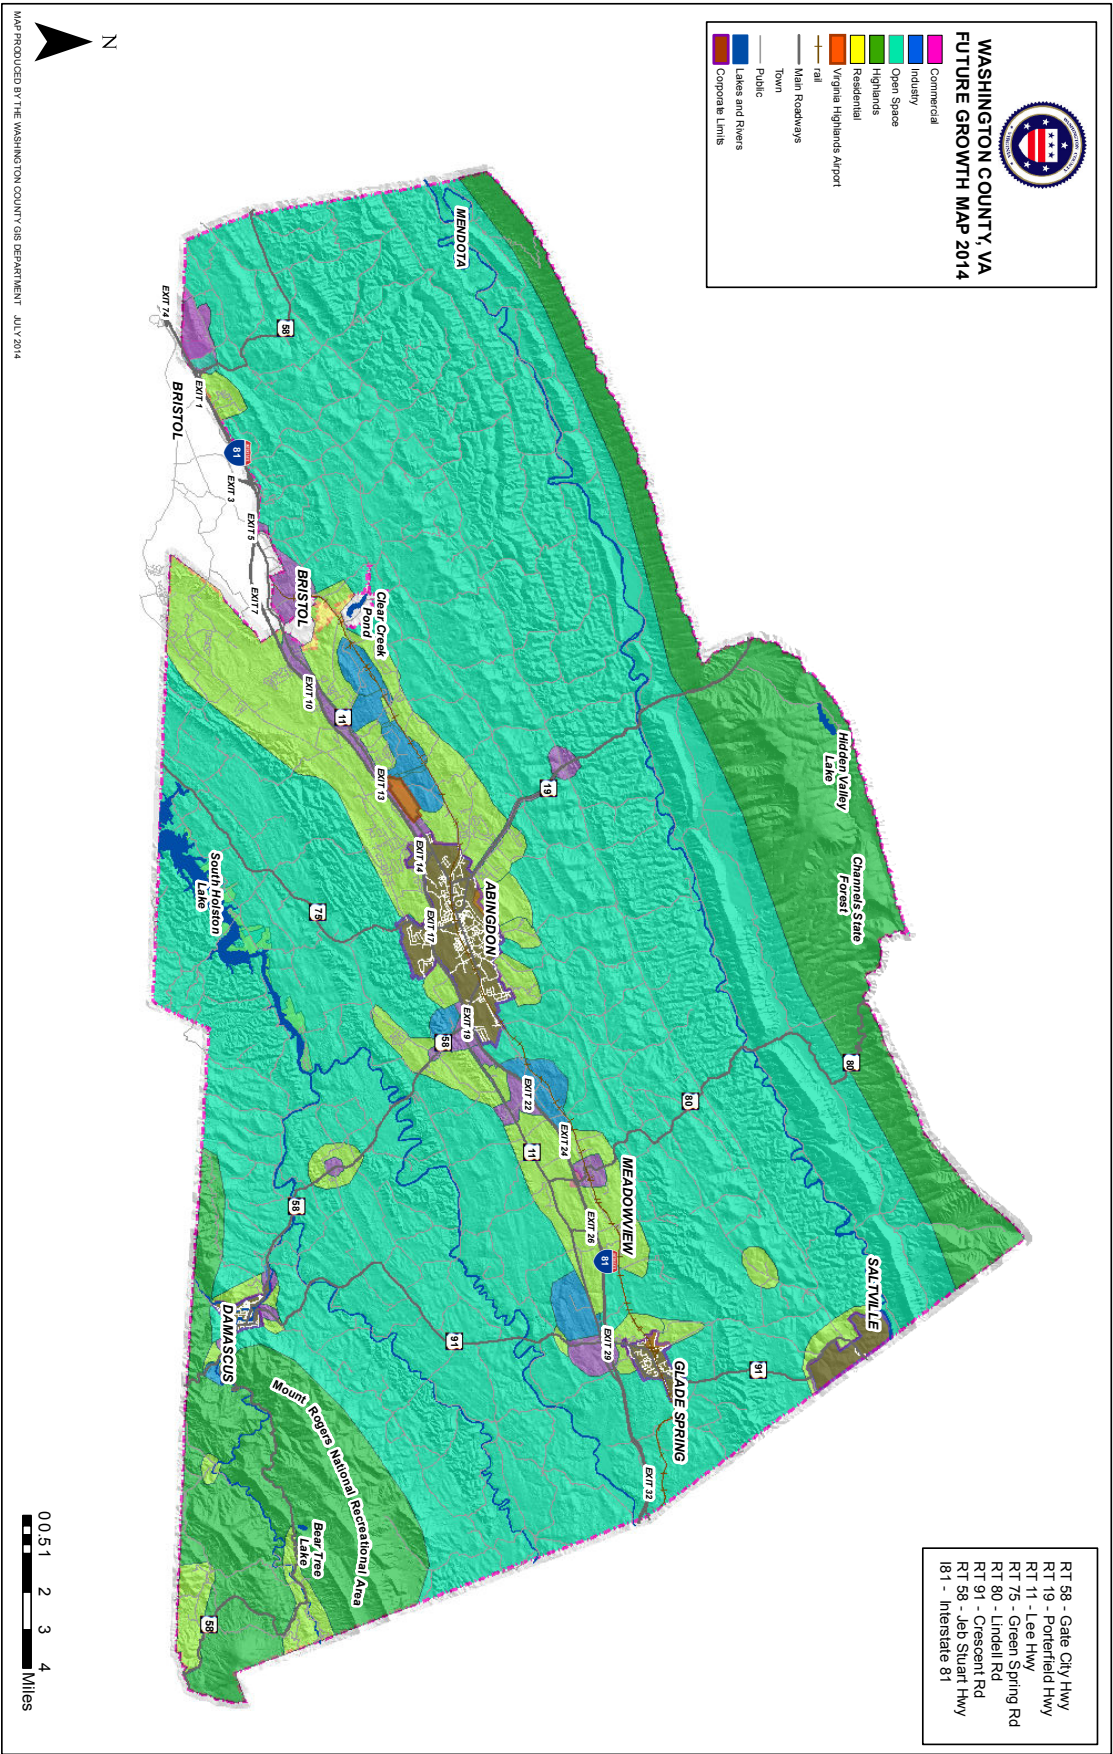 WASHINGTON COUNTY, VA
FUTURE GROWTH MAP 2014
Commercial
Industry
Open Space
Highlands
Residential
Virginia Highlands Airport
rail
Main Roadways
Town
Public
Lakes and Rivers
Corporate Limits
RT 58 - Gate City Hwy
RT 19 - Porterfield Hwy
RT 11 - Lee Hwy
RT 75 - Green Spring Rd
RT 80 - Lindell Rd
RT 91 - Crescent Rd
RT 58 - Jeb Stuart Hwy
I81 - Interstate 81
Hidden Valley
Lake
Channels State
Forest
80
SALTVILLE
MENDOTA
19
80
91
MEADOWVIEW
GLADE SPRING
81
EXIT 24
EXIT 26
EXIT 29
EXIT 32
Clear Creek
Pond
ABINGDON
EXIT 22
11
58
BRISTOL
11
EXIT 14
EXIT 17
EXIT 19
58
91
EXIT 74
EXIT 1
BRISTOL
81
EXIT 3
EXIT 5
EXIT 7
EXIT 10
EXIT 13
75
South Holston
Lake
58
DAMASCUS
Mount Rogers National Recreational Area
Bear Tree
Lake
58
N
0 0.5 1 2 3 4
Miles
MAP PRODUCED BY THE WASHINGTON COUNTY GIS DEPARTMENT JULY 2014